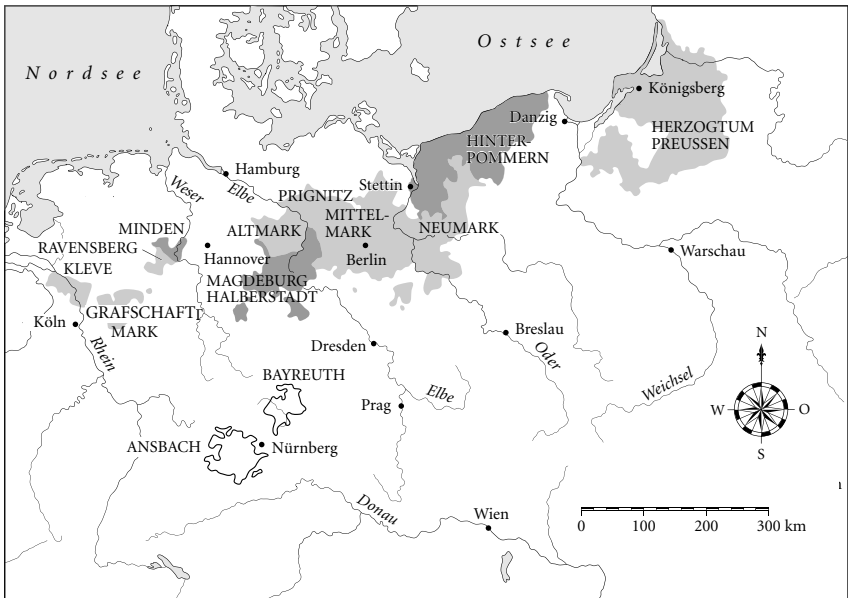 Ostsee
Nordsee
Königsberg
Danzig
HERZOGTUM
PREUSSEN
HINTER-
POMMERN
Hamburg
Weser
Elbe
Stettin
PRIGNITZ
MITTEL-
MARK
NEUMARK
MINDEN
ALTMARK
RAVENSBERG
Hannover
Berlin
Warschau
KLEVE
MAGDEBURG
HALBERSTADT
GRAFSCHAFT
MARK
Köln
Rhein
Dresden
Breslau
Oder
N
W
O
S
BAYREUTH
Prag
Elbe
Weichsel
ANSBACH
Nürnberg
Donau
Wien
0 100 200 300 km